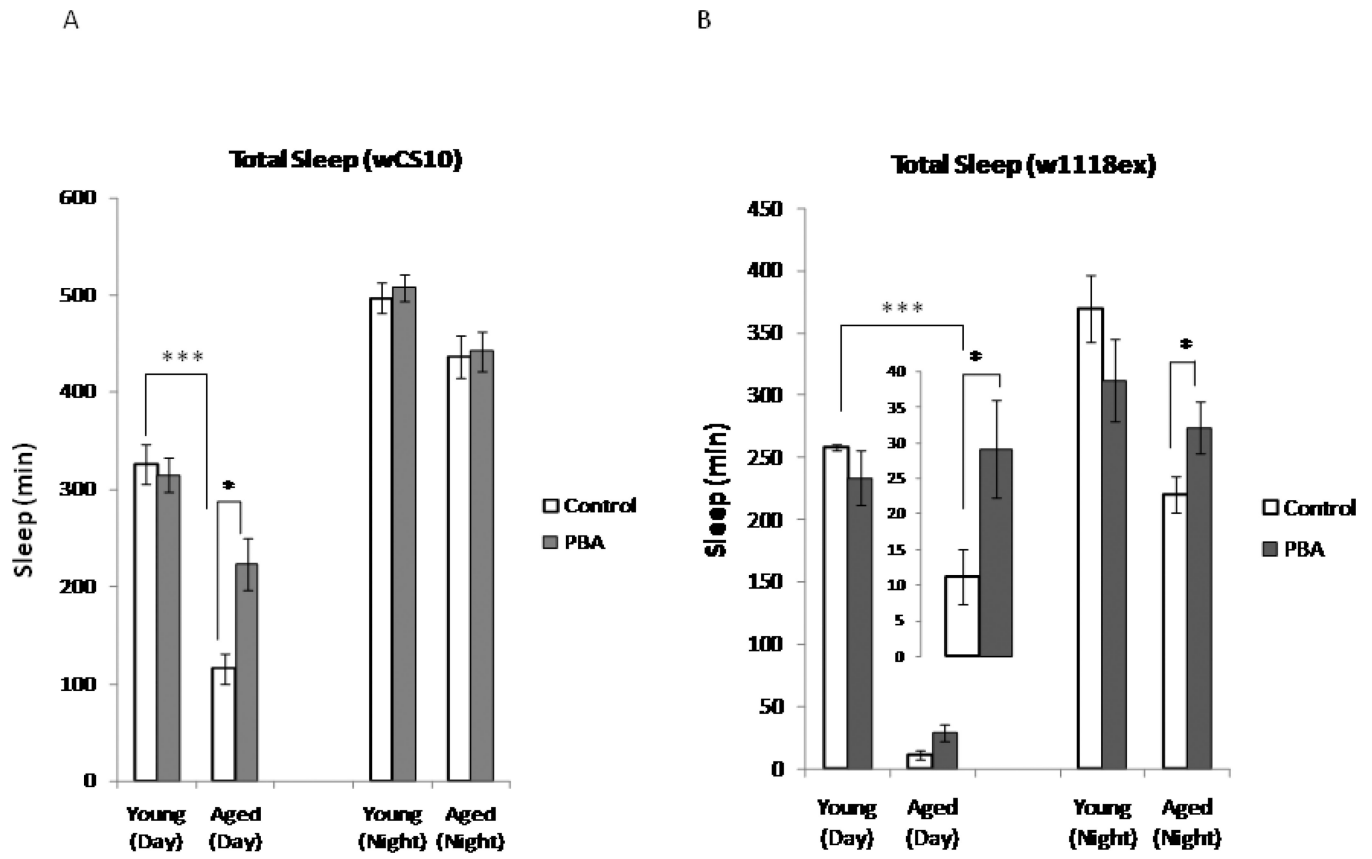 A
B
Total Sleep (wCS10)
600
500
400
300
200
100
0
Sleep (min)
***
*
Young
(Day)
Aged
(Day)
Young
(Night)
Aged
(Night)
Control
PBA
Total Sleep (w1118ex)
450
400
350
300
250
200
150
100
50
0
Sleep (min)
***
*
40
35
30
25
20
15
10
5
0
*
Young
(Day)
Aged
(Day)
Young
(Night)
Aged
(Night)
Control
PBA